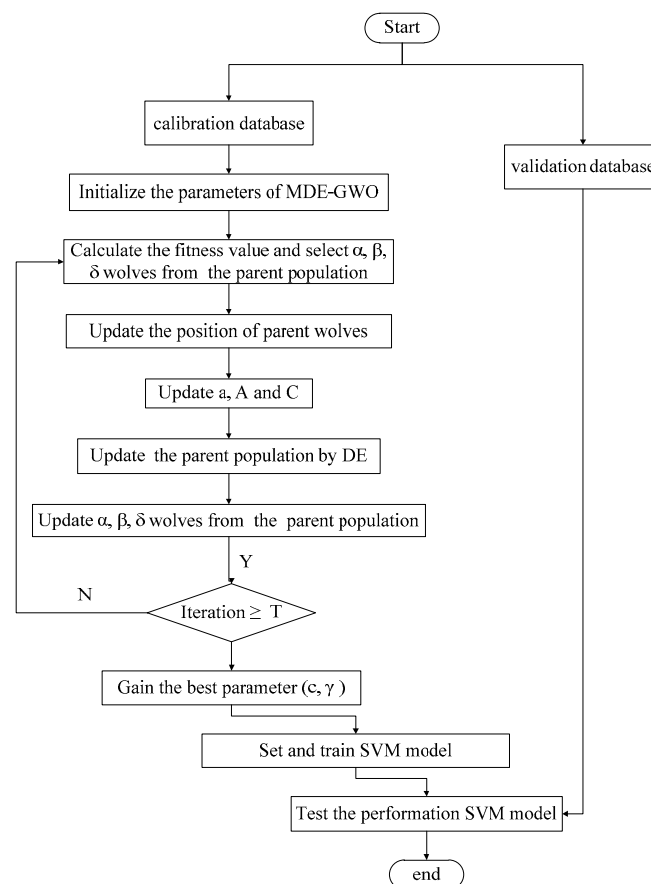 Start
calibration database
validation database
Initialize the parameters of MDE-GWO
Calculate the fitness value and select α, β,
δ wolves from the parent population
Update the position of parent wolves
Update a, A and C
Update the parent population by DE
Update α, β, δ wolves from the parent population
Y
N
Iteration ≥ T
Gain the best parameter (c, γ )
Set and train SVM model
Test the performation SVM model
end